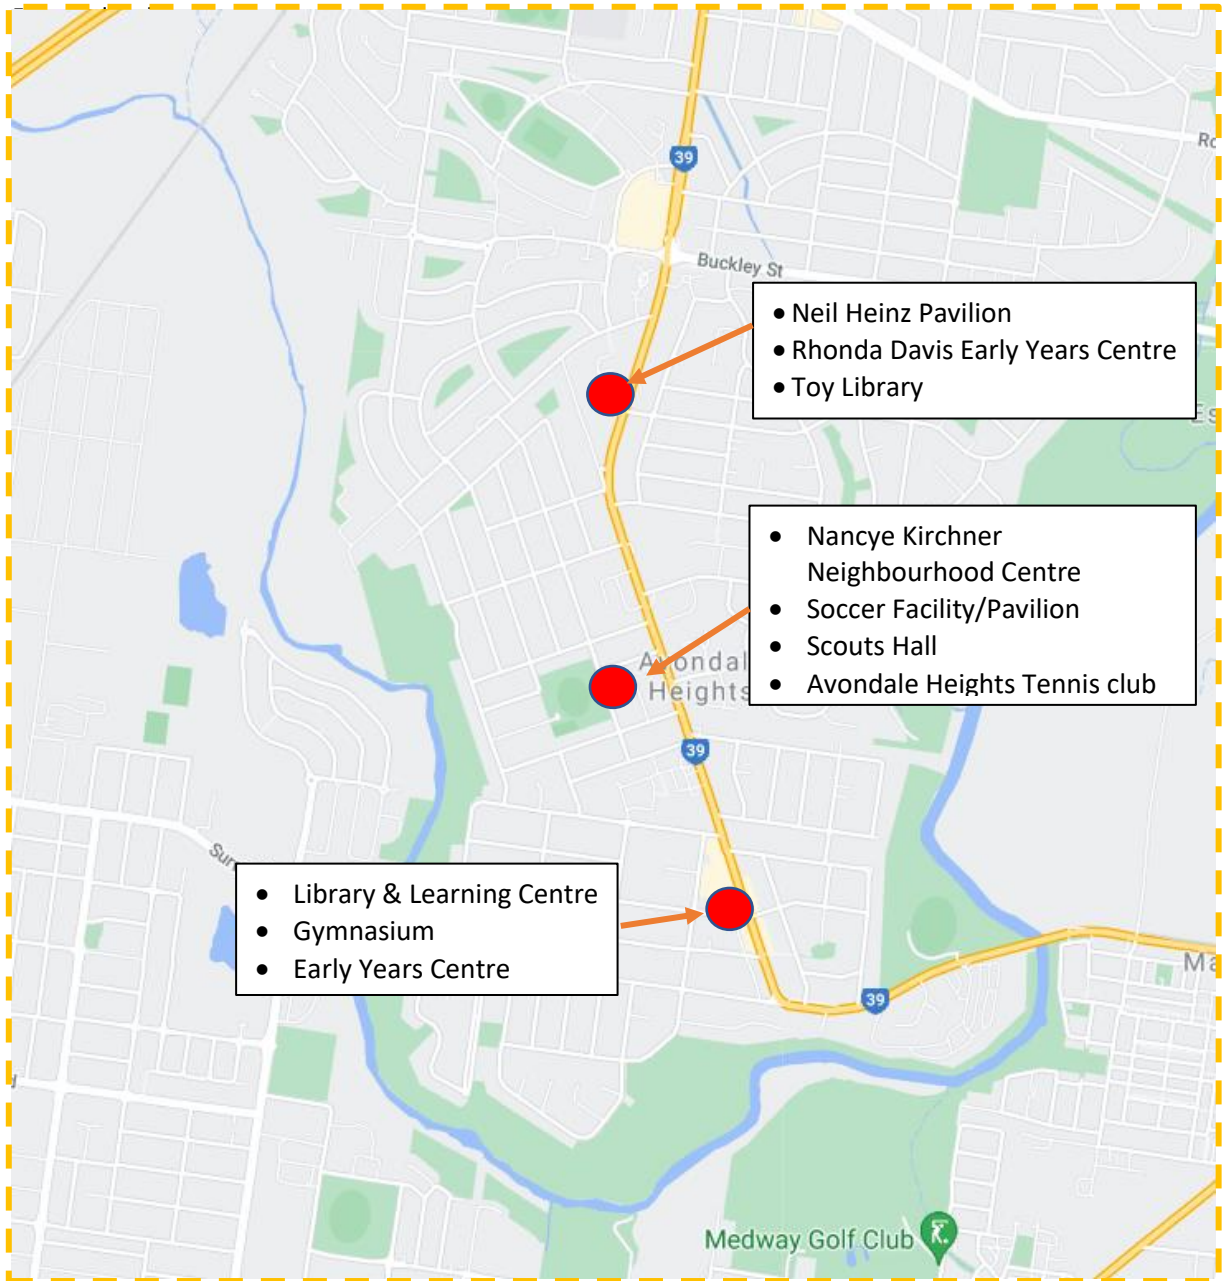 39
Buckley St
• Neil Heinz Pavilion
• Rhonda Davis Early Years Centre
• Toy Library
• Nancye Kirchner
Neighbourhood Centre
• Soccer Facility/Pavilion
• Scouts Hall
• Avondale Heights Tennis club
Avondal
Heights
39
• Library & Learning Centre
• Gymnasium
• Early Years Centre
39
Medway Golf Club